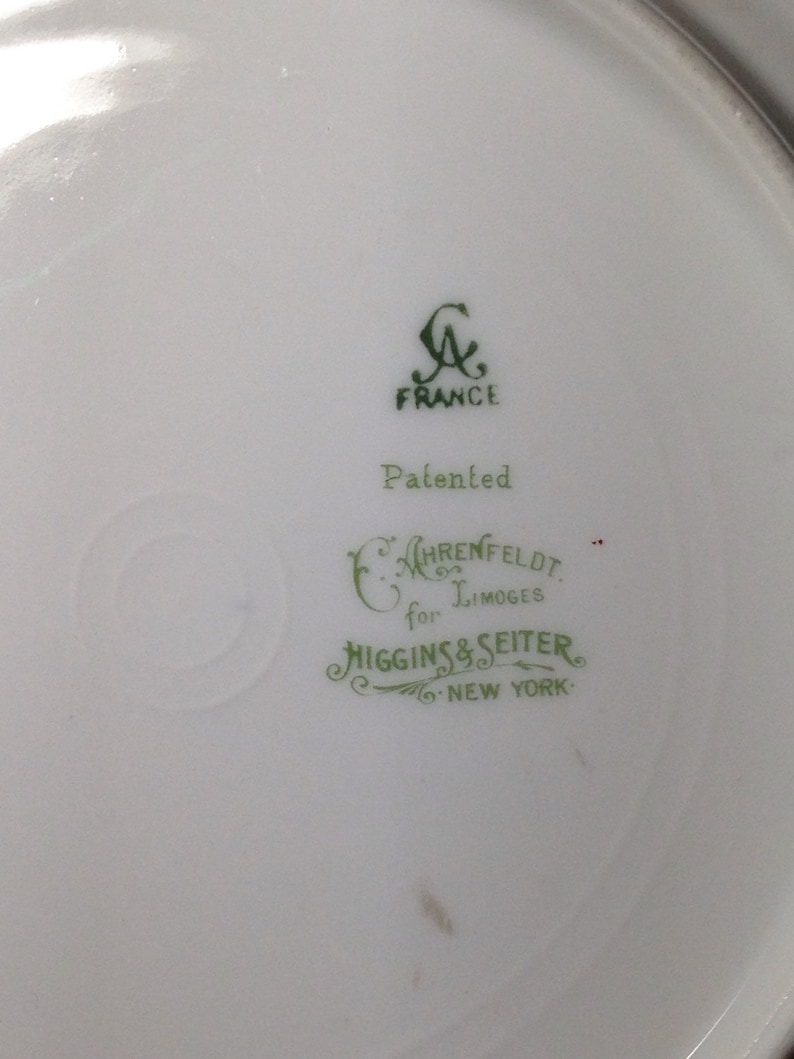 CA
FRANCE
Patented
C. AHRENFELDT.
LIMOGES
for
HIGGINS & SEITER
· NEW YORK ·